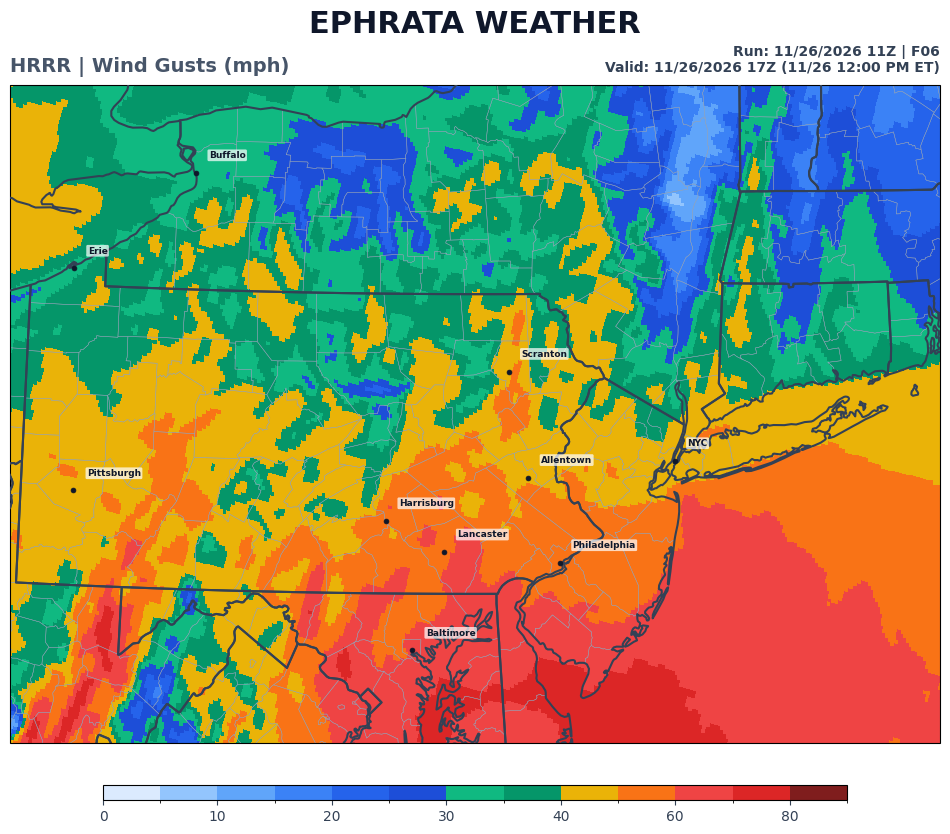 EPHRATA WEATHER
HRRR | Wind Gusts (mph)
Run: 11/26/2026 11Z | F06
Valid: 11/26/2026 17Z (11/26 12:00 PM ET)
Buffalo
Erie
Scranton
NYC
Allentown
Pittsburgh
Harrisburg
Lancaster
Philadelphia
Baltimore
0 10 20 30 40 50 60 70 80